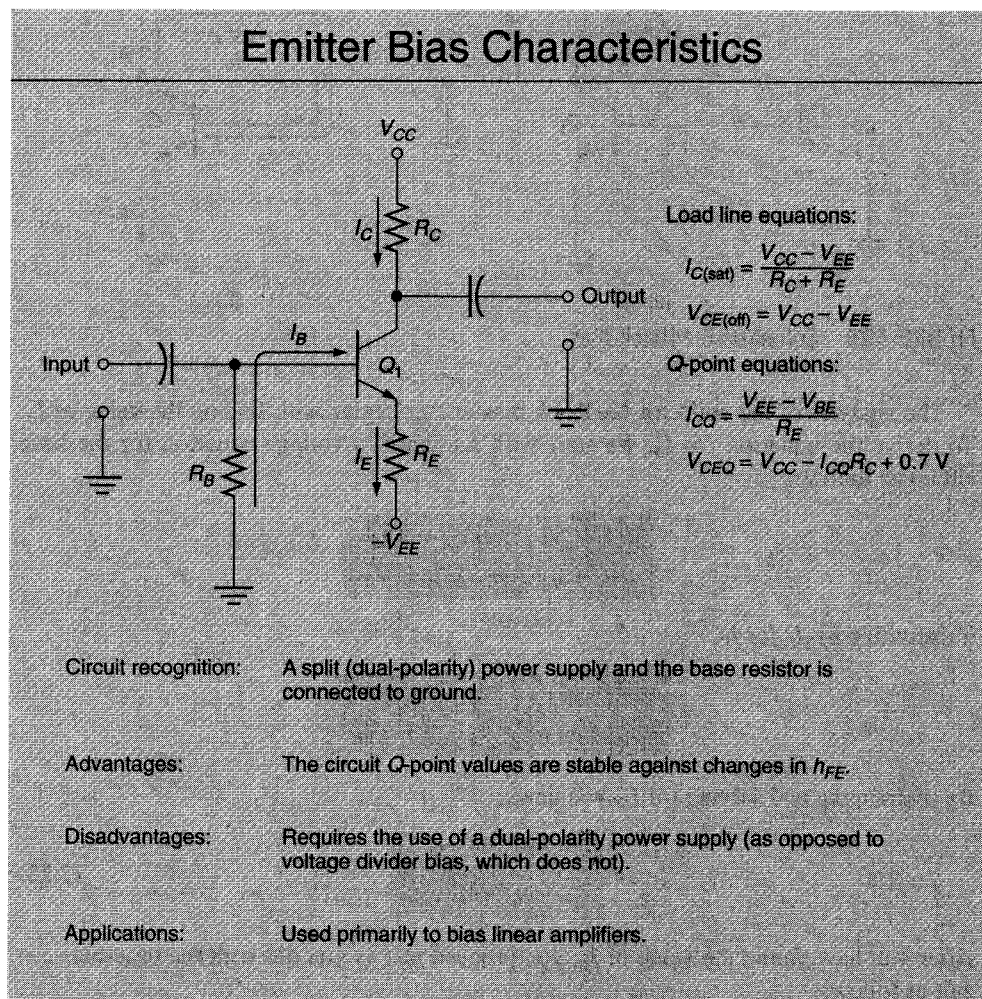 Emitter Bias Characteristics
V_CC
I_C
R_C
Output
I_B
Input
Q_1
R_B
I_E
R_E
-V_EE
Load line equations:
I_C(sat) = (V_CC - V_EE) / (R_C + R_E)
V_CE(off) = V_CC - V_EE
Q-point equations:
I_CQ = (V_EE - V_BE) / R_E
V_CEQ = V_CC - I_CQ R_C + 0.7 V
Circuit recognition: A split (dual-polarity) power supply and the base resistor is
connected to ground.
Advantages: The circuit Q-point values are stable against changes in h_FE.
Disadvantages: Requires the use of a dual-polarity power supply (as opposed to
voltage divider bias, which does not).
Applications: Used primarily to bias linear amplifiers.